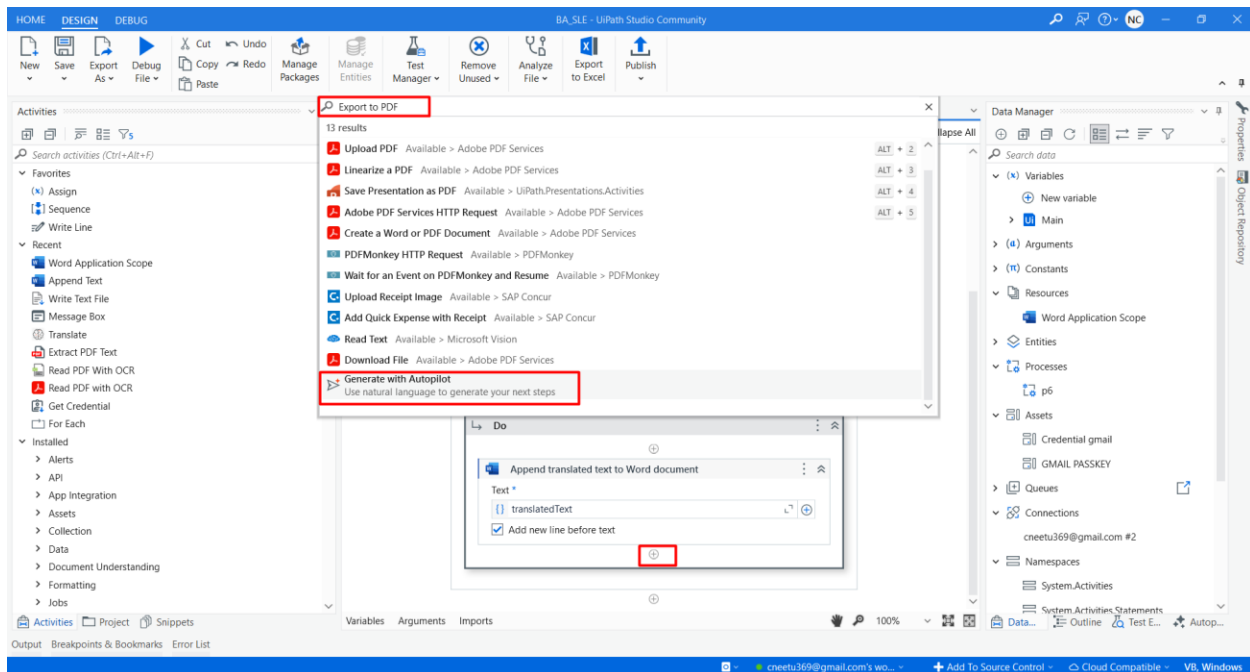 HOME DESIGN DEBUG
BA_SLE - UiPath Studio Community
NC
New Save Export As Debug File
Cut Undo
Copy Redo
Paste
Manage Packages
Manage Entities
Test Manager
Remove Unused
Analyze File
Export to Excel
Publish
Activities
Search activities (Ctrl+Alt+F)
Favorites
Assign
Sequence
Write Line
Recent
Word Application Scope
Append Text
Write Text File
Message Box
Translate
Extract PDF Text
Read PDF With OCR
Read PDF with OCR
Get Credential
For Each
Installed
Alerts
API
App Integration
Assets
Collection
Data
Document Understanding
Formatting
Jobs
Activities Project Snippets
Output Breakpoints & Bookmarks Error List
Export to PDF
13 results
Upload PDF Available > Adobe PDF Services ALT + 2
Linearize a PDF Available > Adobe PDF Services ALT + 3
Save Presentation as PDF Available > UiPath.Presentations.Activities ALT + 4
Adobe PDF Services HTTP Request Available > Adobe PDF Services ALT + 5
Create a Word or PDF Document Available > Adobe PDF Services
PDFMonkey HTTP Request Available > PDFMonkey
Wait for an Event on PDFMonkey and Resume Available > PDFMonkey
Upload Receipt Image Available > SAP Concur
Add Quick Expense with Receipt Available > SAP Concur
Read Text Available > Microsoft Vision
Download File Available > Adobe PDF Services
Generate with Autopilot
Use natural language to generate your next steps
llapse All
Do
Append translated text to Word document
Text *
{} translatedText
Add new line before text
Variables Arguments Imports
100%
Data Manager
Search data
(x) Variables
New variable
Main
Arguments
Constants
Resources
Word Application Scope
Entities
Processes
p6
Assets
Credential gmail
GMAIL PASSKEY
Queues
Connections
cneetu369@gmail.com #2
Namespaces
System.Activities
System.Activities.Statements
Data... Outline Test E... Autop...
Properties
Object Repository
cneetu369@gmail.com's wo...
Add To Source Control
Cloud Compatible
VB, Windows